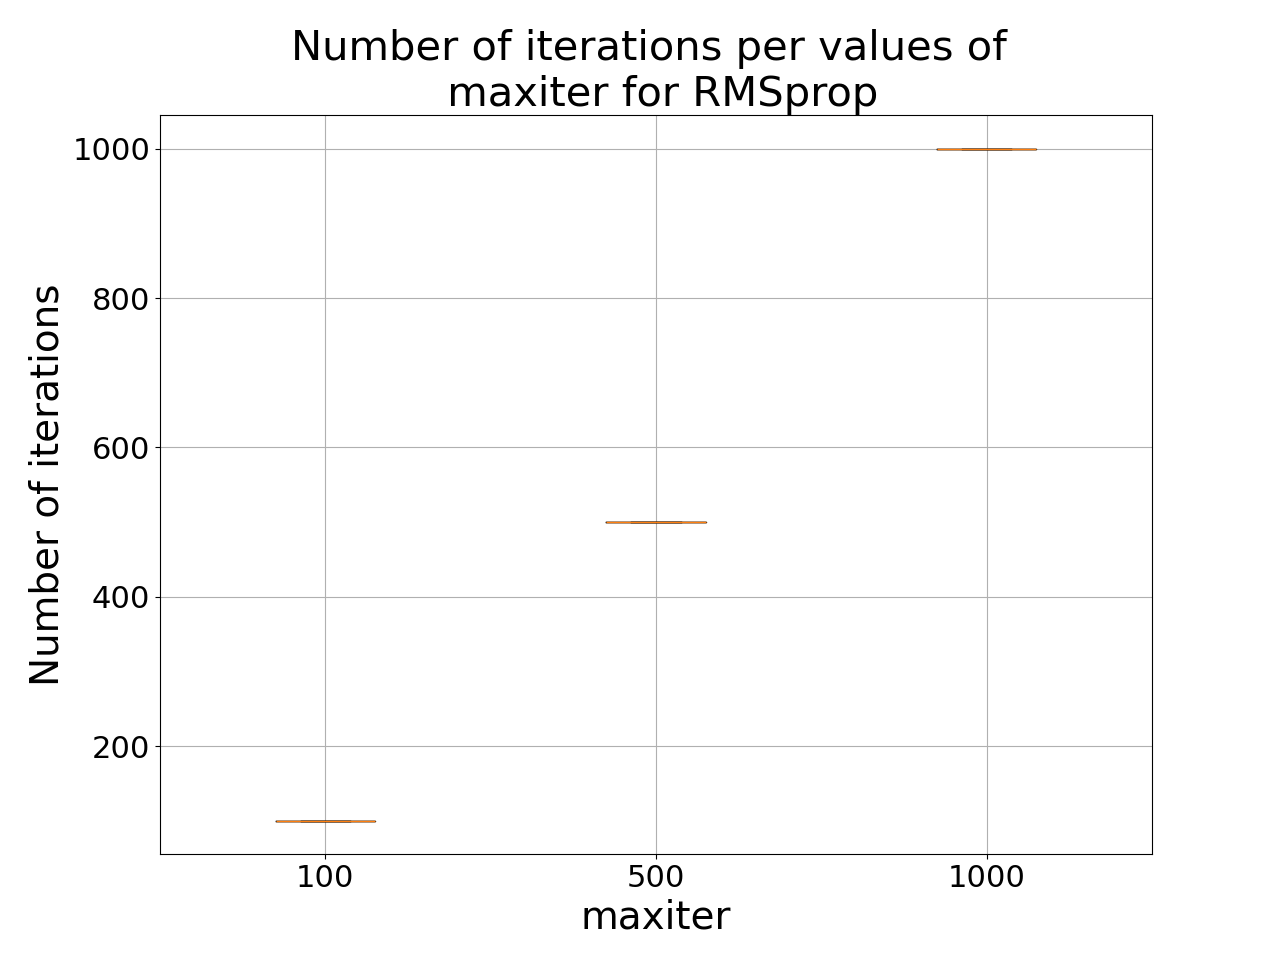 Number of iterations per values of
maxiter for RMSprop
1000
800
600
400
200
Number of iterations
100 500 1000
maxiter